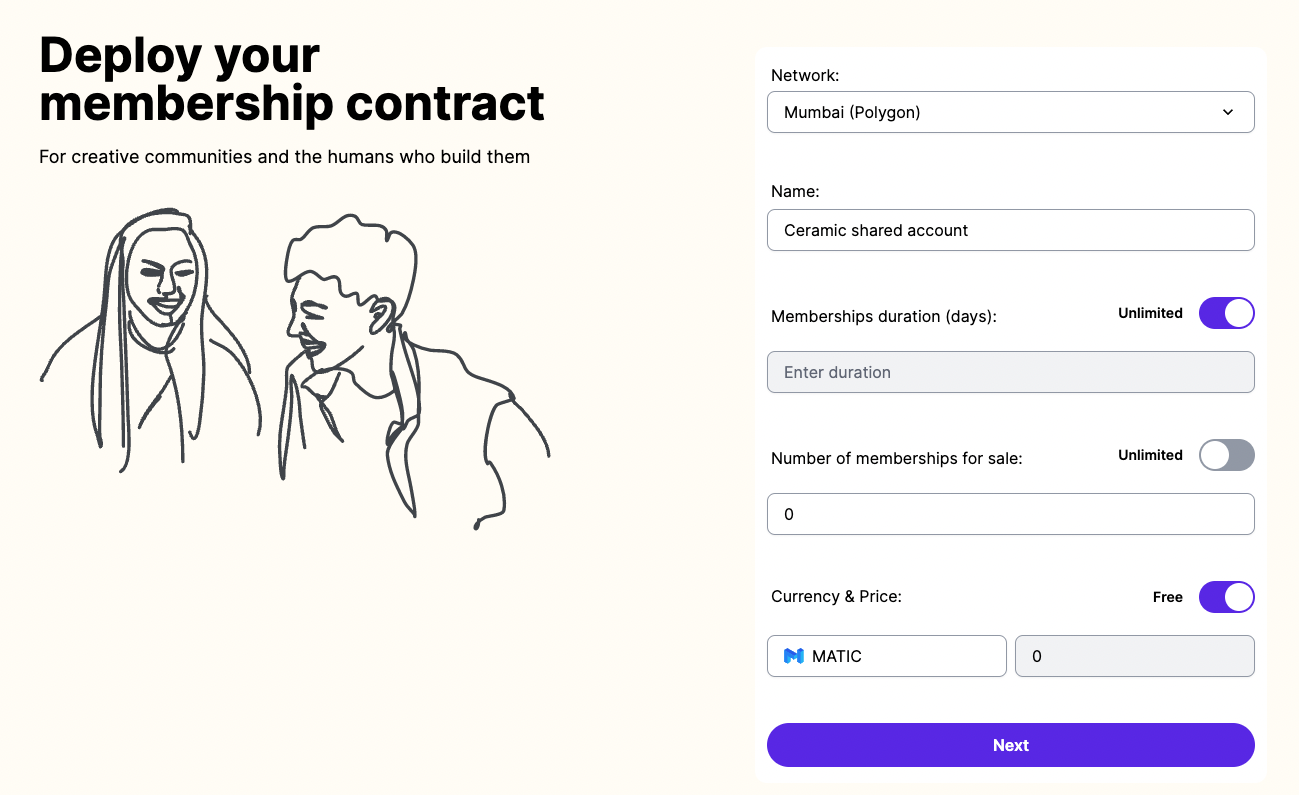 Deploy your
membership contract
For creative communities and the humans who build them
Network:
Mumbai (Polygon)
Name:
Ceramic shared account
Memberships duration (days):
Unlimited
Enter duration
Number of memberships for sale:
Unlimited
0
Currency & Price:
Free
MATIC
0
Next